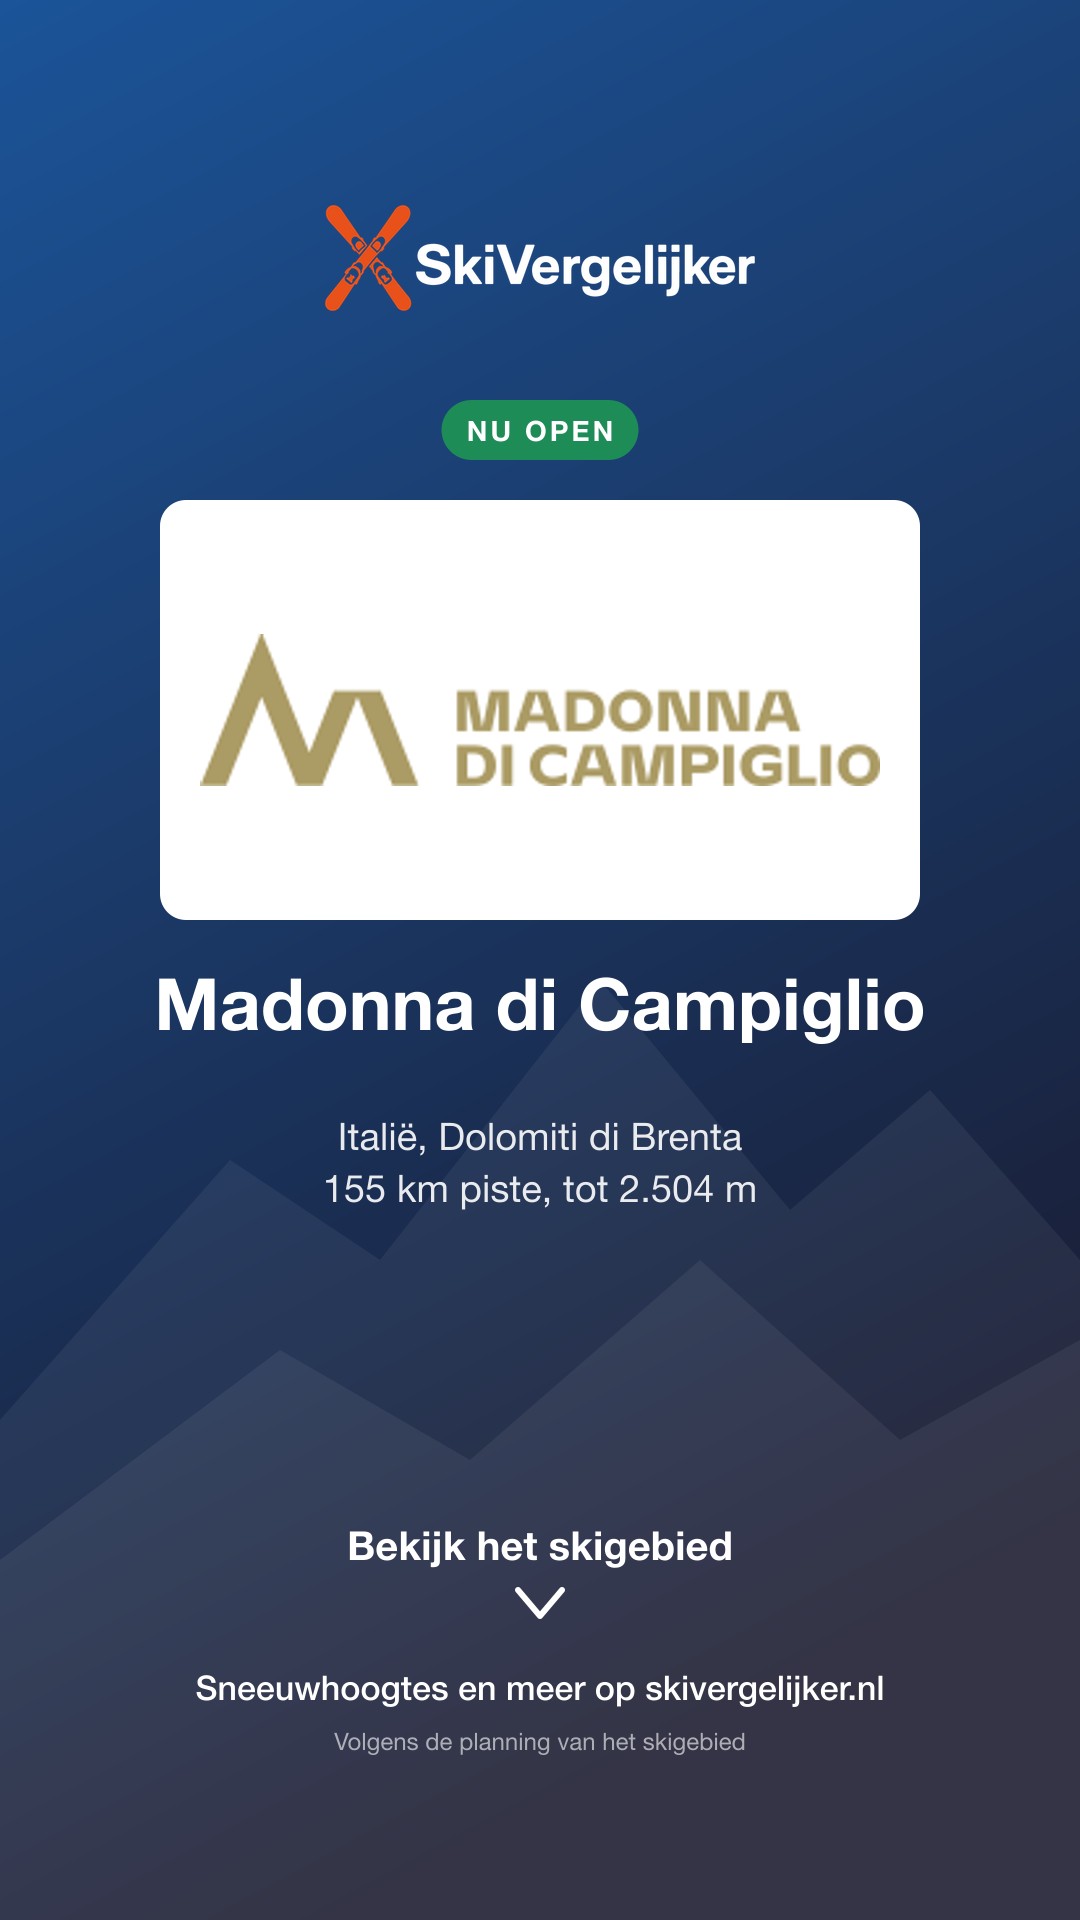 SkiVergelijker
NU OPEN
MADONNA
DI CAMPIGLIO
Madonna di Campiglio
Italië, Dolomiti di Brenta
155 km piste, tot 2.504 m
Bekijk het skigebied
Sneeuwhoogtes en meer op skivergelijker.nl
Volgens de planning van het skigebied